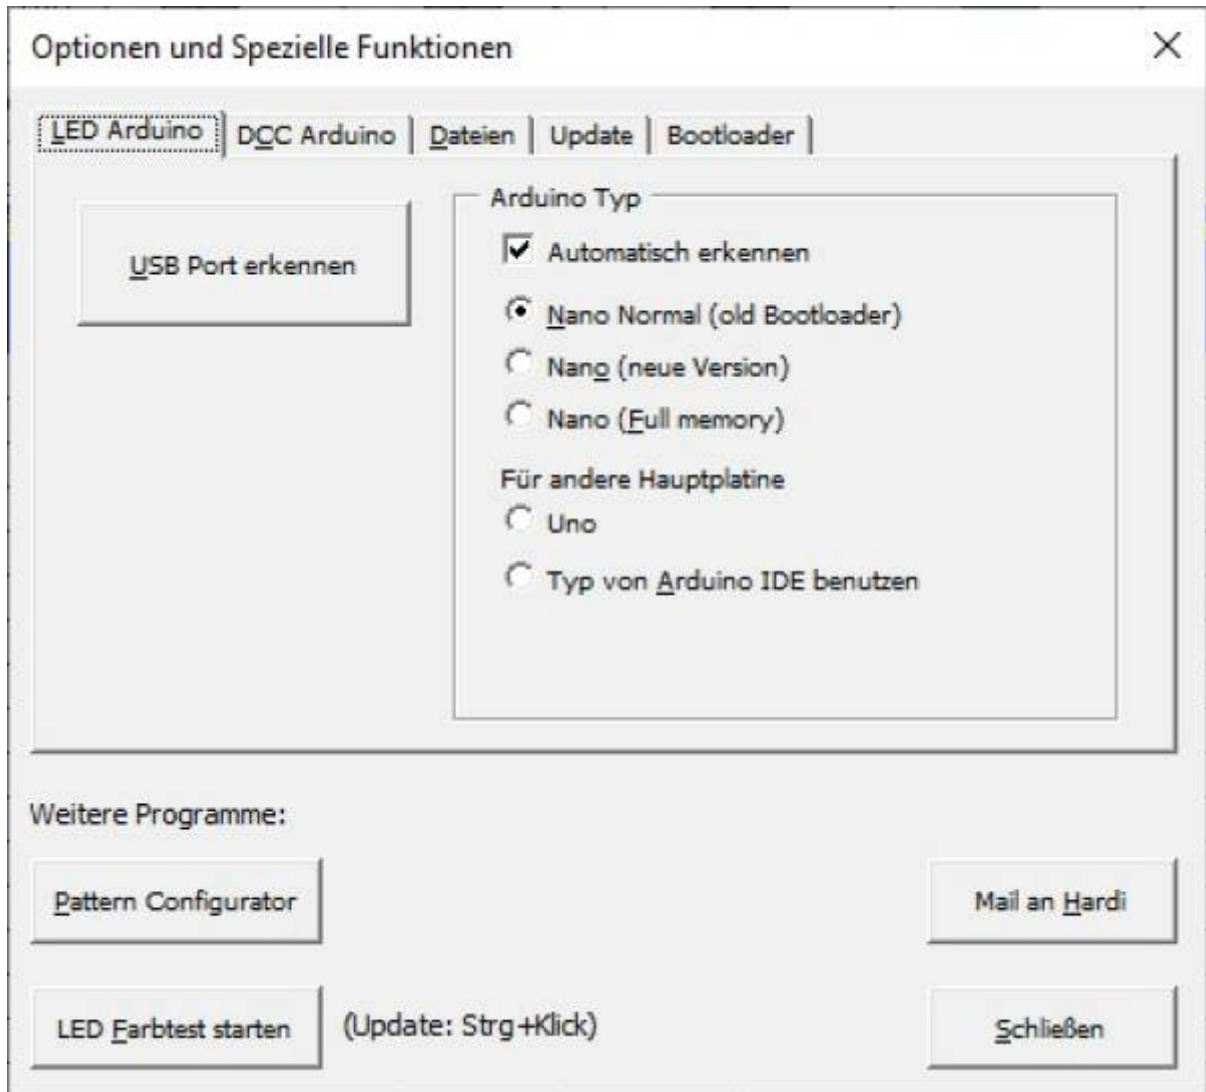 Optionen und Spezielle Funktionen
LED Arduino
DCC Arduino
Dateien
Update
Bootloader
USB Port erkennen
Arduino Typ
Automatisch erkennen
Nano Normal (old Bootloader)
Nano (neue Version)
Nano (Full memory)
Für andere Hauptplatine
Uno
Typ von Arduino IDE benutzen
Weitere Programme:
Pattern Configurator
Mail an Hardi
LED Farbtest starten
(Update: Strg+Klick)
Schließen